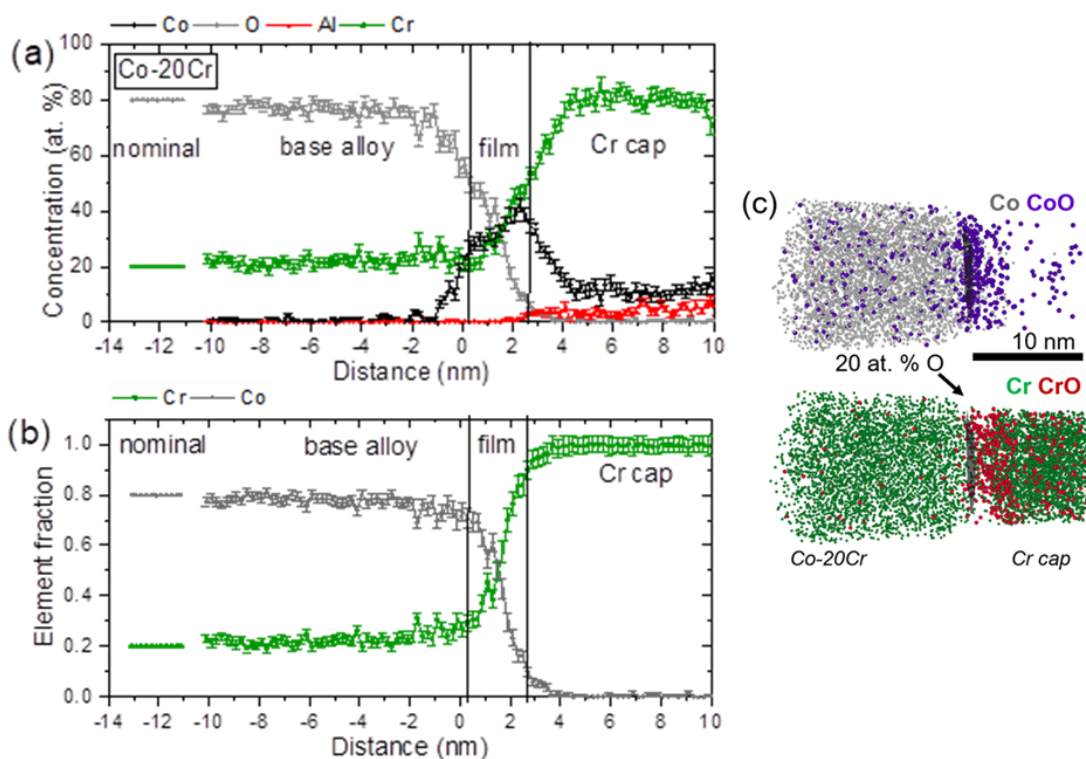 Co O Al Cr
(a)
Co-20Cr
nominal base alloy film Cr cap
Concentration (at. %)
100
80
60
40
20
0
-14 -12 -10 -8 -6 -4 -2 0 2 4 6 8 10
Distance (nm)
Cr Co
(b)
nominal base alloy film Cr cap
Element fraction
1.0
0.8
0.6
0.4
0.2
0.0
-14 -12 -10 -8 -6 -4 -2 0 2 4 6 8 10
Distance (nm)
(c)
Co CoO
10 nm
20 at. % O
Cr CrO
Co-20Cr Cr cap